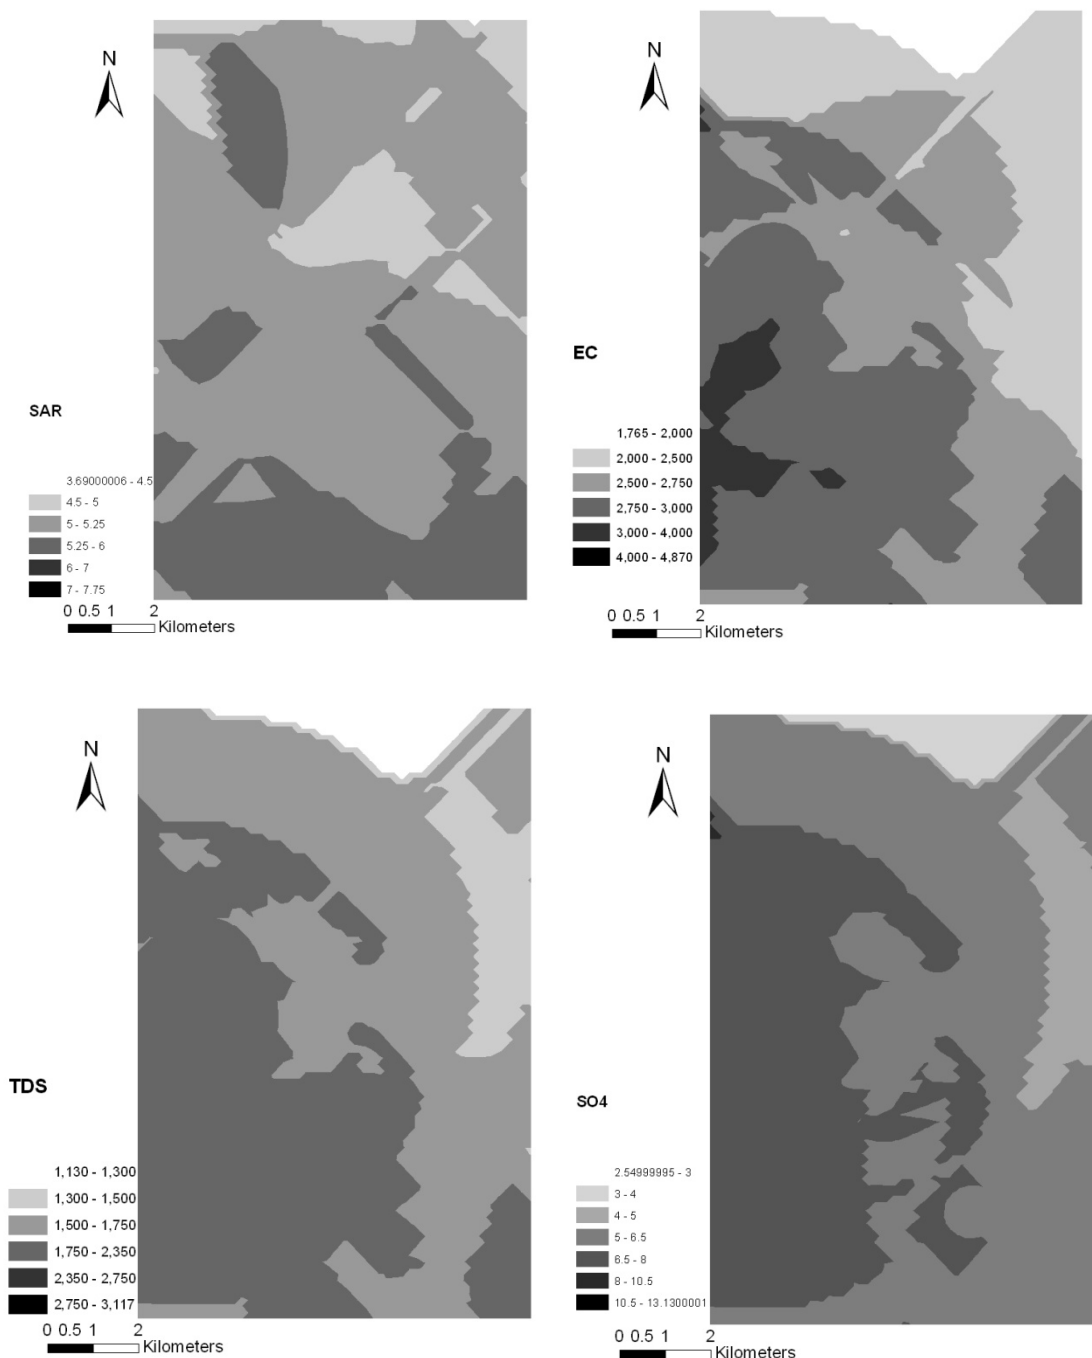 N
SAR
3.69000006 - 4.5
4.5 - 5
5 - 5.25
5.25 - 6
6 - 7
7 - 7.75
0 0.5 1 2
Kilometers
N
EC
1,765 - 2,000
2,000 - 2,500
2,500 - 2,750
2,750 - 3,000
3,000 - 4,000
4,000 - 4,870
0 0.5 1 2
Kilometers
N
TDS
1,130 - 1,300
1,300 - 1,500
1,500 - 1,750
1,750 - 2,350
2,350 - 2,750
2,750 - 3,117
0 0.5 1 2
Kilometers
N
SO4
2.54999995 - 3
3 - 4
4 - 5
5 - 6.5
6.5 - 8
8 - 10.5
10.5 - 13.1300001
0 0.5 1 2
Kilometers